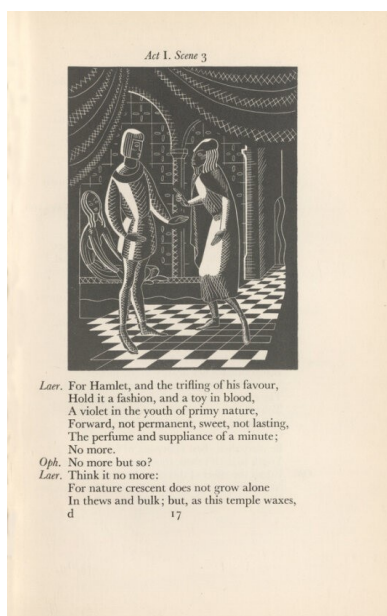 Act I. Scene 3
Laer. For Hamlet, and the trifling of his favour,
Hold it a fashion, and a toy in blood,
A violet in the youth of primy nature,
Forward, not permanent, sweet, not lasting,
The perfume and suppliance of a minute;
No more.
Oph. No more but so?
Laer. Think it no more:
For nature crescent does not grow alone
In thews and bulk; but, as this temple waxes,
d 17